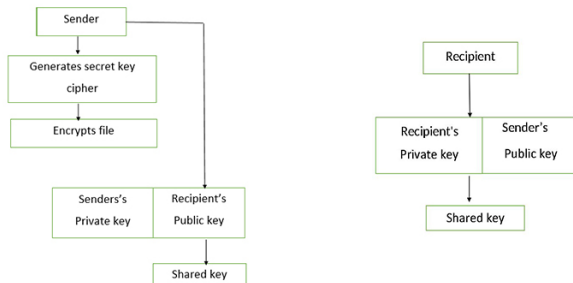 Sender
Generates secret key
cipher
Encrypts file
Senders's
Private key
Recipient's
Public key
Shared key
Recipient
Recipient's
Private key
Sender's
Public key
Shared key